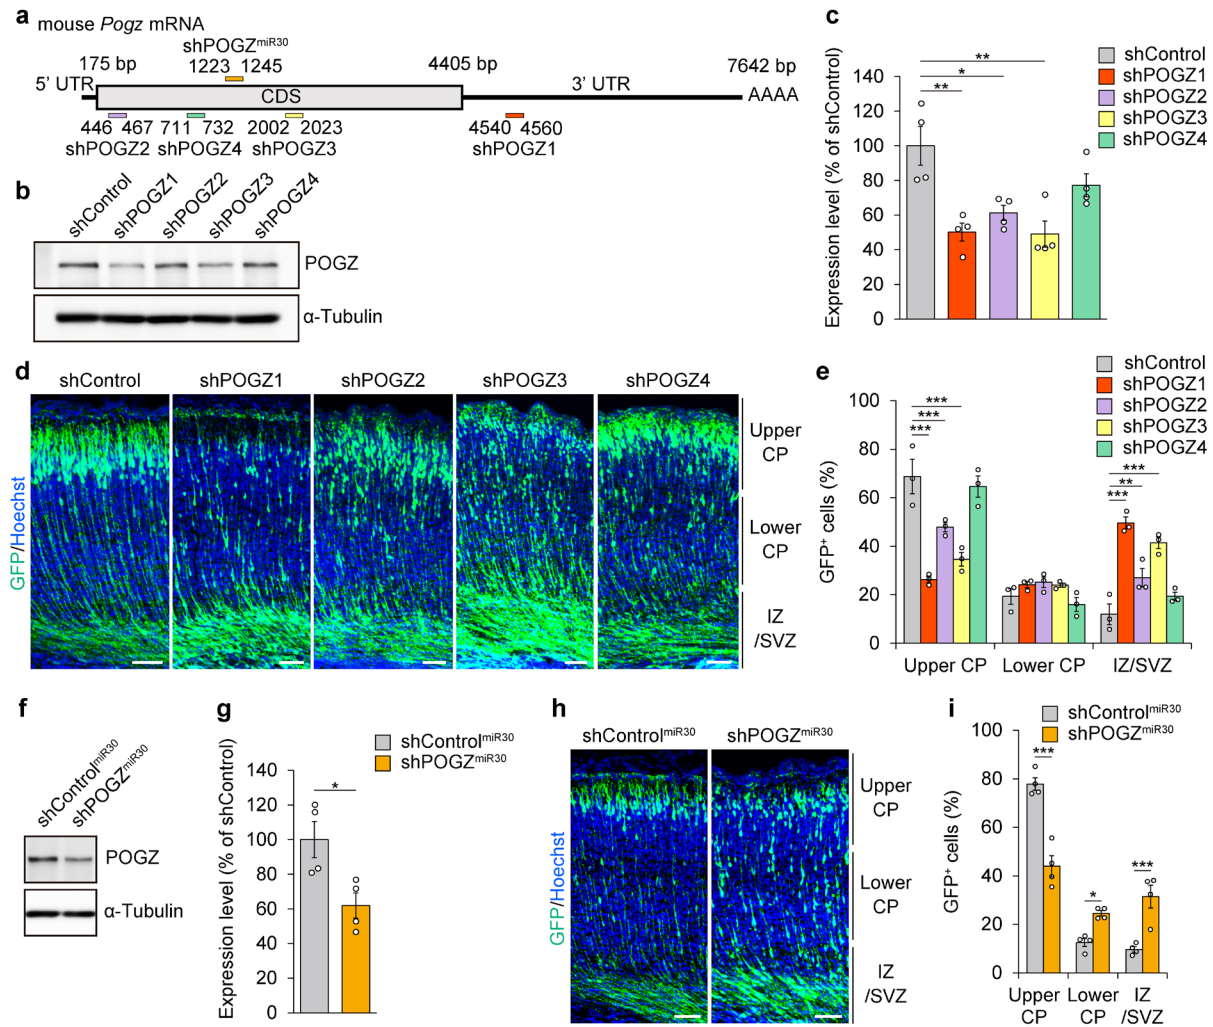 a
mouse Pogz mRNA
shPOGZmiR30
175 bp 1223 1245 4405 bp 7642 bp
5' UTR CDS 3' UTR AAAA
446 467 711 732 2002 2023 4540 4560
shPOGZ2 shPOGZ4 shPOGZ3 shPOGZ1
b
shControl shPOGZ1 shPOGZ2 shPOGZ3 shPOGZ4
POGZ
α-Tubulin
c
shControl
shPOGZ1
shPOGZ2
shPOGZ3
shPOGZ4
Expression level (% of shControl)
140
120
100
80
60
40
20
0
**
*
**
d
shControl shPOGZ1 shPOGZ2 shPOGZ3 shPOGZ4
GFP/Hoechst
Upper
CP
Lower
CP
IZ
/SVZ
e
shControl
shPOGZ1
shPOGZ2
shPOGZ3
shPOGZ4
GFP+ cells (%)
100
80
60
40
20
0
***
***
***
***
**
***
Upper CP Lower CP IZ/SVZ
f
shControlmiR30
shPOGZmiR30
POGZ
α-Tubulin
g
shControlmiR30
shPOGZmiR30
Expression level (% of shControl)
140
120
100
80
60
40
20
0
*
h
shControlmiR30 shPOGZmiR30
GFP/Hoechst
Upper
CP
Lower
CP
IZ
/SVZ
i
shControlmiR30
shPOGZmiR30
GFP+ cells (%)
100
80
60
40
20
0
***
*
***
Upper Lower IZ
CP CP /SVZ